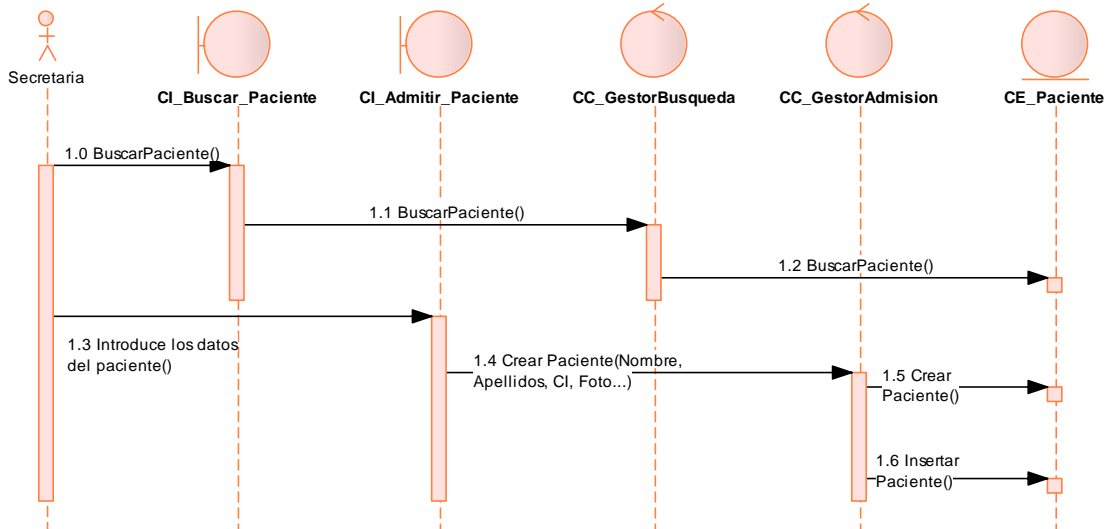 Secretaria
CI_Buscar_Paciente
CI_Admitir_Paciente
CC_GestorBusqueda
CC_GestorAdmision
CE_Paciente
1.0 BuscarPaciente()
1.1 BuscarPaciente()
1.2 BuscarPaciente()
1.3 Introduce los datos
del paciente()
1.4 Crear Paciente(Nombre,
Apellidos, CI, Foto...)
1.5 Crear
Paciente()
1.6 Insertar
Paciente()